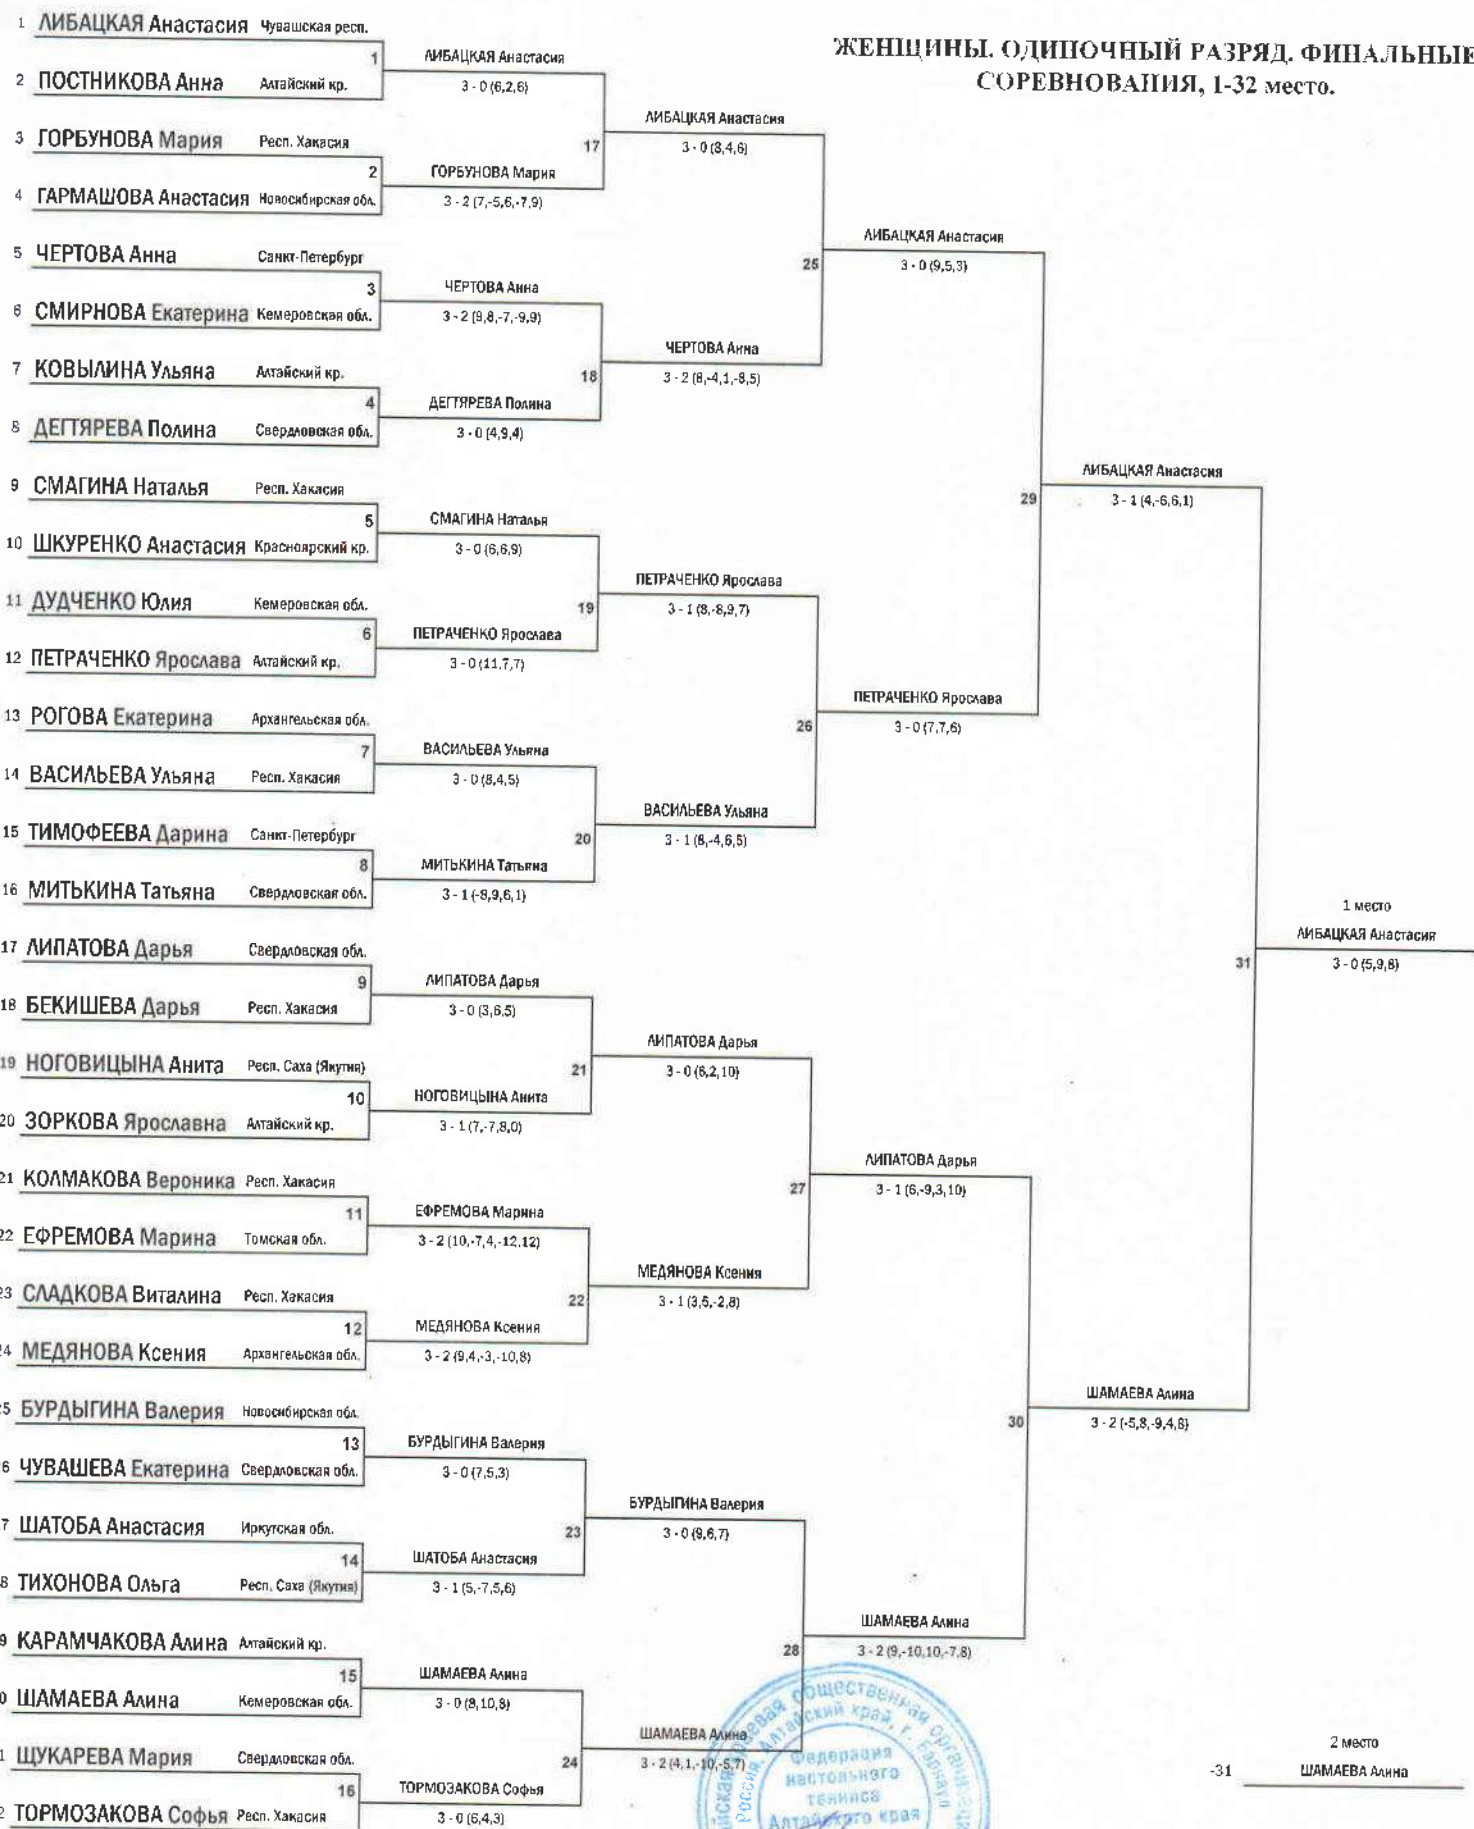 ЖЕНЩИНЫ. ОДИНОЧНЫЙ РАЗРЯД. ФИНАЛЬНЫЕ
СОРЕВНОВАНИЯ, 1-32 место.
1 ЛИБАЦКАЯ Анастасия Чувашская респ.
1
2 ПОСТНИКОВА Анна Алтайский кр.
3 ГОРБУНОВА Мария Респ. Хакасия
2
4 ГАРМАШОВА Анастасия Новосибирская обл.
5 ЧЕРТОВА Анна Санкт-Петербург
3
6 СМИРНОВА Екатерина Кемеровская обл.
7 КОВЫЛИНА Ульяна Алтайский кр.
4
8 ДЕГТЯРЕВА Полина Свердловская обл.
9 СМАГИНА Наталья Респ. Хакасия
5
10 ШКУРЕНКО Анастасия Красноярский кр.
11 ДУДЧЕНКО Юлия Кемеровская обл.
6
12 ПЕТРАЧЕНКО Ярослава Алтайский кр.
13 РОГОВА Екатерина Архангельская обл.
7
14 ВАСИЛЬЕВА Ульяна Респ. Хакасия
15 ТИМОФЕЕВА Дарина Санкт-Петербург
8
16 МИТЬКИНА Татьяна Свердловская обл.
17 ЛИПАТОВА Дарья Свердловская обл.
9
18 БЕКИШЕВА Дарья Респ. Хакасия
19 НОГОВИЦЫНА Анита Респ. Саха (Якутия)
10
20 ЗОРКОВА Ярославна Алтайский кр.
21 КОЛМАКОВА Вероника Респ. Хакасия
11
22 ЕФРЕМОВА Марина Томская обл.
23 СЛАДКОВА Виталина Респ. Хакасия
12
24 МЕДЯНОВА Ксения Архангельская обл.
5 БУРДЫГИНА Валерия Новосибирская обл.
13
6 ЧУВАШЕВА Екатерина Свердловская обл.
7 ШАТОБА Анастасия Иркутская обл.
14
8 ТИХОНОВА Ольга Респ. Саха (Якутия)
9 КАРАМЧАКОВА Алина Алтайский кр.
15
0 ШАМАЕВА Алина Кемеровская обл.
1 ЩУКАРЕВА Мария Свердловская обл.
16
2 ТОРМОЗАКОВА Софья Респ. Хакасия
ЛИБАЦКАЯ Анастасия
3 - 0 (6,2,6)
17
ГОРБУНОВА Мария
3 - 2 (7,-5,6,-7,9)
ЧЕРТОВА Анна
3 - 2 (9,8,-7,-9,9)
18
ДЕГТЯРЕВА Полина
3 - 0 (4,9,4)
СМАГИНА Наталья
3 - 0 (6,6,9)
19
ПЕТРАЧЕНКО Ярослава
3 - 0 (11,7,7)
ВАСИЛЬЕВА Ульяна
3 - 0 (8,4,5)
20
МИТЬКИНА Татьяна
3 - 1 (-8,9,6,1)
ЛИПАТОВА Дарья
3 - 0 (3,6,5)
21
НОГОВИЦЫНА Анита
3 - 1 (7,-7,8,0)
ЕФРЕМОВА Марина
3 - 2 (10,-7,4,-12,12)
22
МЕДЯНОВА Ксения
3 - 2 (9,4,-3,-10,8)
БУРДЫГИНА Валерия
3 - 0 (7,5,3)
23
ШАТОБА Анастасия
3 - 1 (5,-7,5,6)
ШАМАЕВА Алина
3 - 0 (8,10,8)
24
ТОРМОЗАКОВА Софья
3 - 0 (6,4,3)
ЛИБАЦКАЯ Анастасия
3 - 0 (8,4,6)
25
ЧЕРТОВА Анна
3 - 2 (8,-4,1,-8,5)
ПЕТРАЧЕНКО Ярослава
3 - 1 (8,-8,9,7)
26
ВАСИЛЬЕВА Ульяна
3 - 1 (8,-4,6,5)
ЛИПАТОВА Дарья
3 - 0 (6,2,10)
27
МЕДЯНОВА Ксения
3 - 1 (3,5,-2,8)
БУРДЫГИНА Валерия
3 - 0 (9,6,7)
28
ШАМАЕВА Алина
3 - 2 (4,1,-10,-5,7)
ЛИБАЦКАЯ Анастасия
3 - 0 (9,5,3)
29
ПЕТРАЧЕНКО Ярослава
3 - 0 (7,7,6)
ЛИПАТОВА Дарья
3 - 1 (6,-9,3,10)
30
ШАМАЕВА Алина
3 - 2 (9,-10,10,-7,8)
ЛИБАЦКАЯ Анастасия
3 - 1 (4,-6,6,1)
31
ШАМАЕВА Алина
3 - 2 (-5,8,-9,4,8)
1 место
ЛИБАЦКАЯ Анастасия
3 - 0 (5,9,8)
2 место
-31 ШАМАЕВА Алина
общественная
Россия, Алтайский край, г. Барнаул
Федерация
настольного
тенниса
Алтайского края